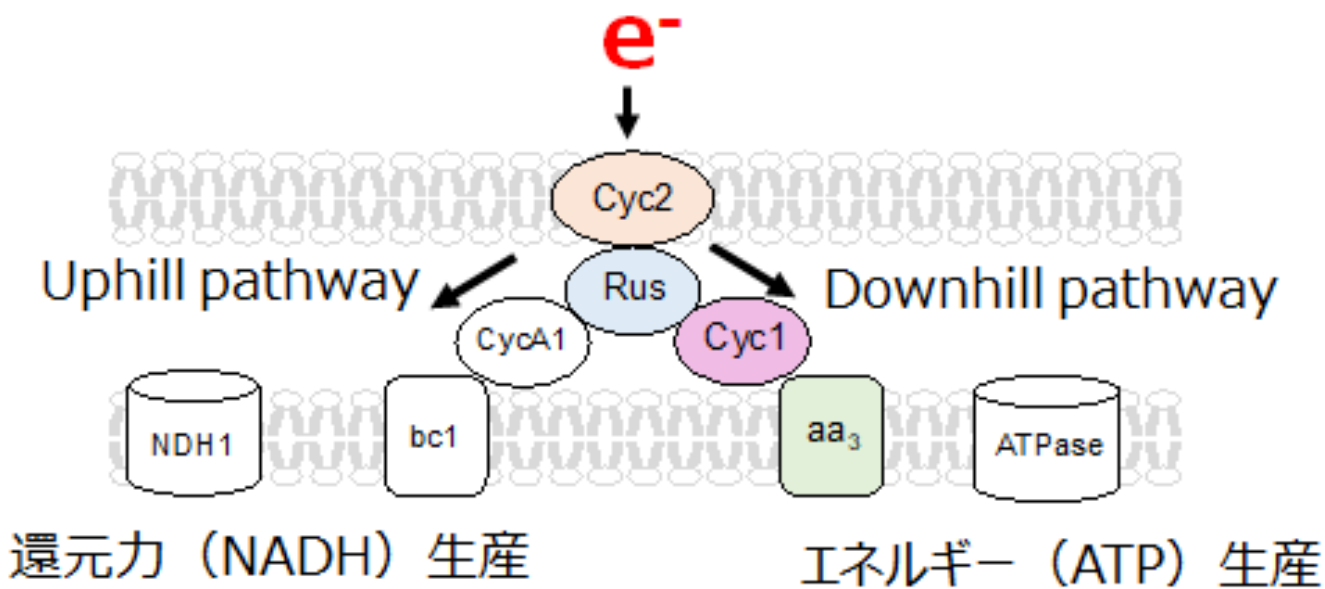 e⁻
Cyc2
Uphill pathway
Rus
Downhill pathway
CycA1
Cyc1
NDH1
bc1
aa₃
ATPase
還元力（NADH）生産
エネルギー（ATP）生産